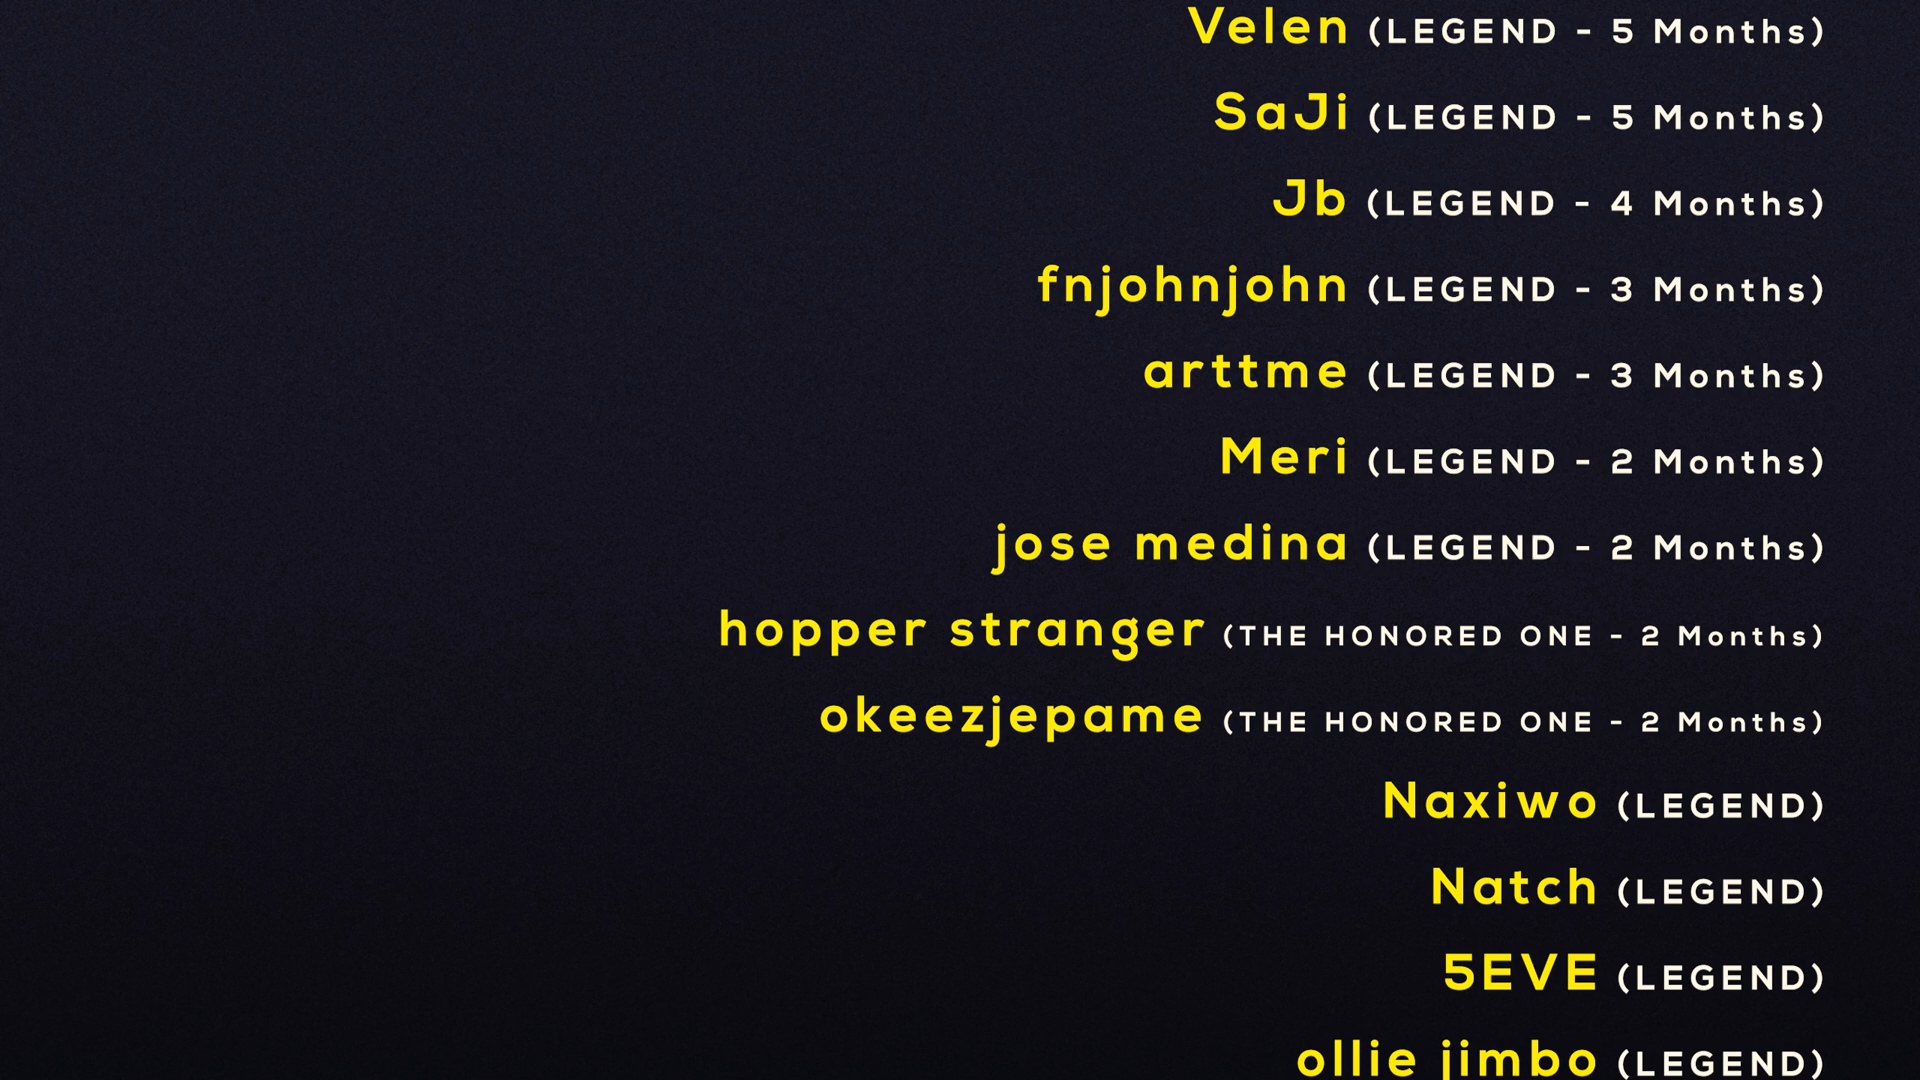 Velen (LEGEND - 5 Months)
SaJi (LEGEND - 5 Months)
Jb (LEGEND - 4 Months)
fnjohnjohn (LEGEND - 3 Months)
arttme (LEGEND - 3 Months)
Meri (LEGEND - 2 Months)
jose medina (LEGEND - 2 Months)
hopper stranger (THE HONORED ONE - 2 Months)
okeezjepame (THE HONORED ONE - 2 Months)
Naxiwo (LEGEND)
Natch (LEGEND)
5EVE (LEGEND)
ollie jimbo (LEGEND)